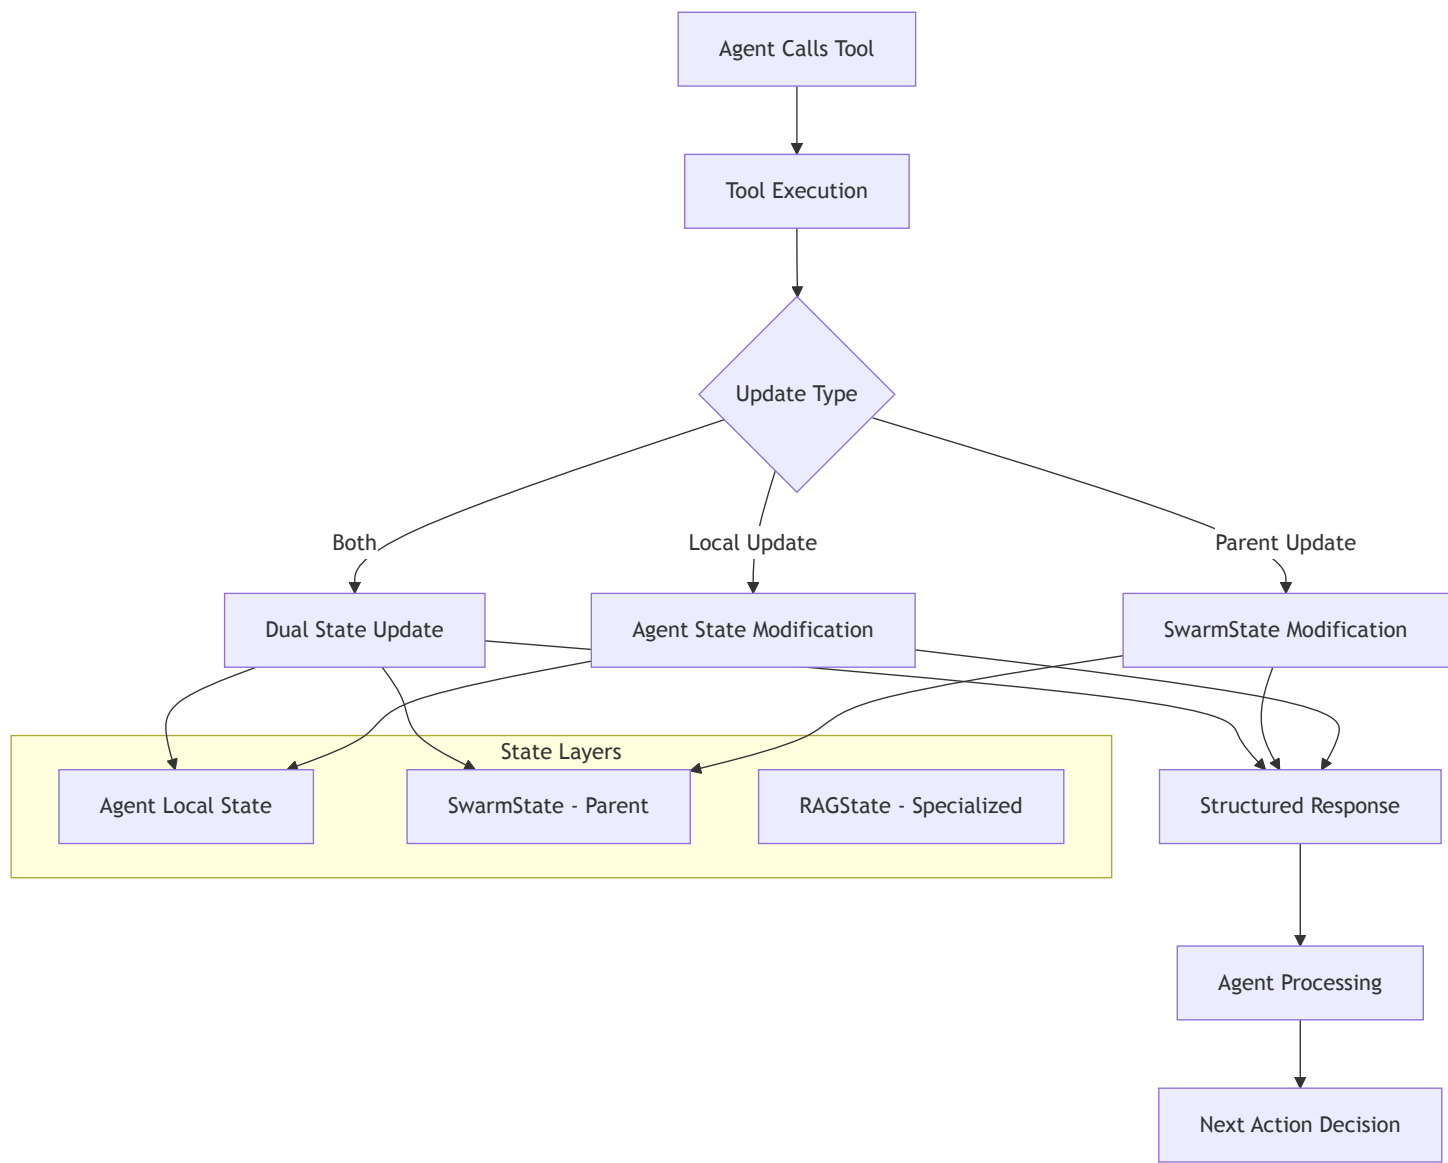 Agent Calls Tool
Tool Execution
Update Type
Both
Local Update
Parent Update
Dual State Update
Agent State Modification
SwarmState Modification
State Layers
Agent Local State
SwarmState - Parent
RAGState - Specialized
Structured Response
Agent Processing
Next Action Decision